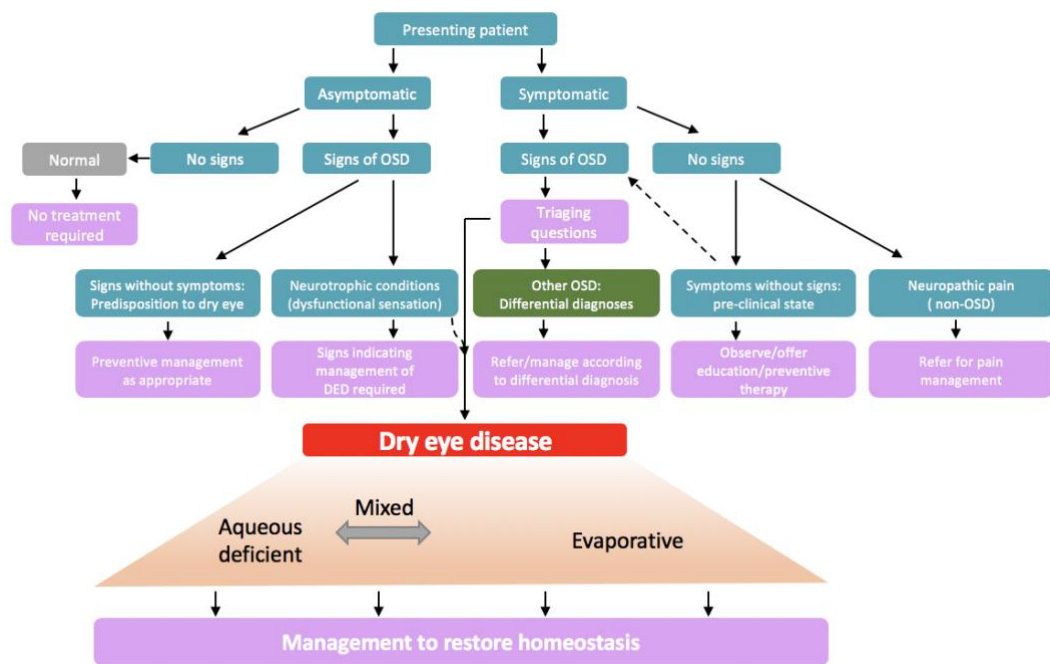 Presenting patient
Asymptomatic
Symptomatic
Normal
No signs
Signs of OSD
Signs of OSD
No signs
No treatment
required
Triaging
questions
Signs without symptoms:
Predisposition to dry eye
Neurotrophic conditions
(dysfunctional sensation)
Other OSD:
Differential diagnoses
Symptoms without signs:
pre-clinical state
Neuropathic pain
( non-OSD)
Preventive management
as appropriate
Signs indicating
management of
DED required
Refer/manage according
to differential diagnosis
Observe/offer
education/preventive
therapy
Refer for pain
management
Dry eye disease
Mixed
Aqueous
deficient
Evaporative
Management to restore homeostasis